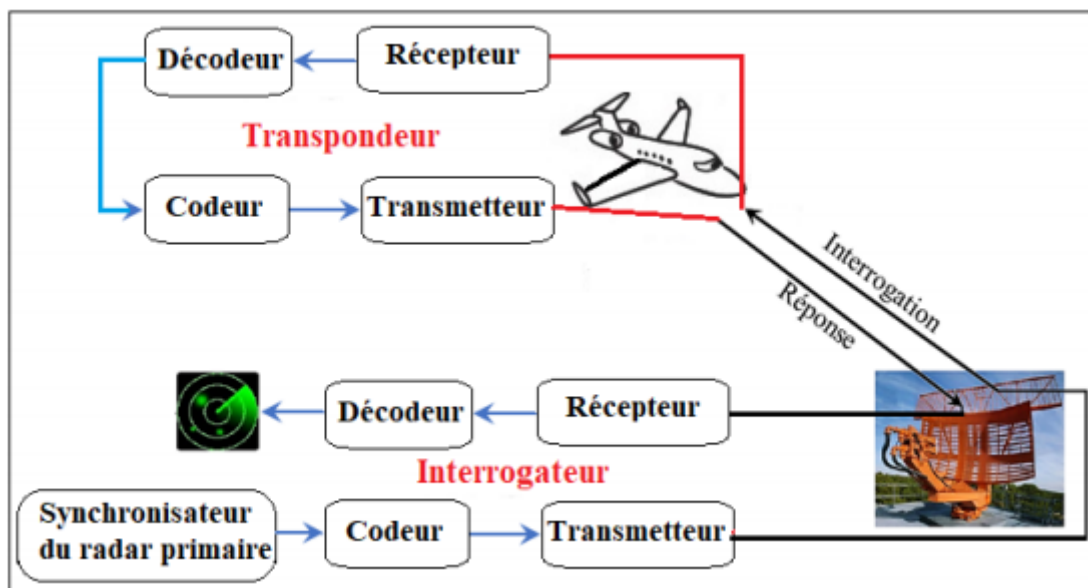 Décodeur
Récepteur
Transpondeur
Codeur
Transmetteur
Interrogation
Réponse
Décodeur
Récepteur
Interrogateur
Synchronisateur
du radar primaire
Codeur
Transmetteur